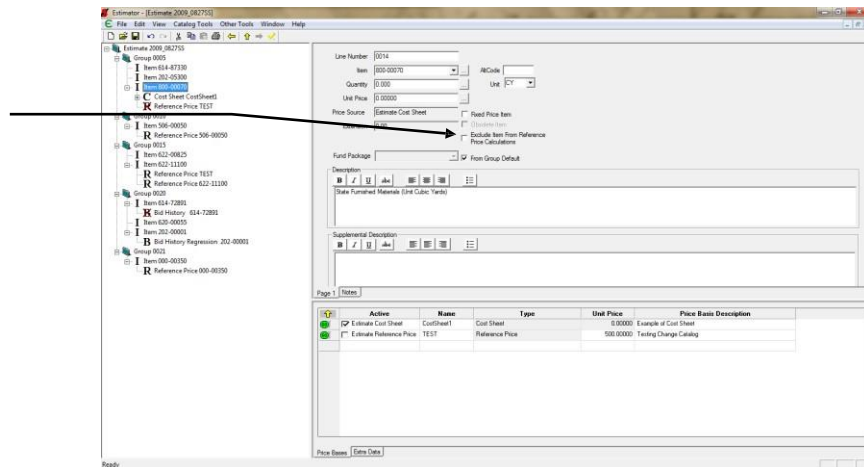 Estimator - [Estimate 2009_0827SS]
File Edit View Catalog Tools Other Tools Window Help
Estimate 2009_0827SS
Group 0005
Item 614-87330
Item 202-05300
Item 800-00070
C Cost Sheet CostSheet1
R Reference Price TEST
Item 506-00050
R Reference Price 506-00050
Group 0015
Item 622-00825
Item 622-11100
R Reference Price TEST
R Reference Price 622-11100
Group 0020
Item 614-72891
Bid History 614-72891
Item 620-00055
Item 202-00001
B Bid History Regression 202-00001
Group 0021
Item 000-00350
R Reference Price 000-00350
Line Number 0014
Item 800-00070 AltCode
Quantity 0.000 Unit CY
Unit Price 0.00000
Price Source Estimate Cost Sheet Fixed Price Item
0.00 Obsolete Item
Exclude Item From Reference
Price Calculations
Fund Package From Group Default
Description
B I U abc
State Furnished Materials (Unit Cubic Yards)
Supplemental Description
B I U abc
Page 1 Notes
Active Name Type Unit Price Price Basis Description
Estimate Cost Sheet CostSheet1 Cost Sheet 0.00000 Example of Cost Sheet
Estimate Reference Price TEST Reference Price 500.00000 Testing Change Catalog
Price Bases Extra Data
Ready